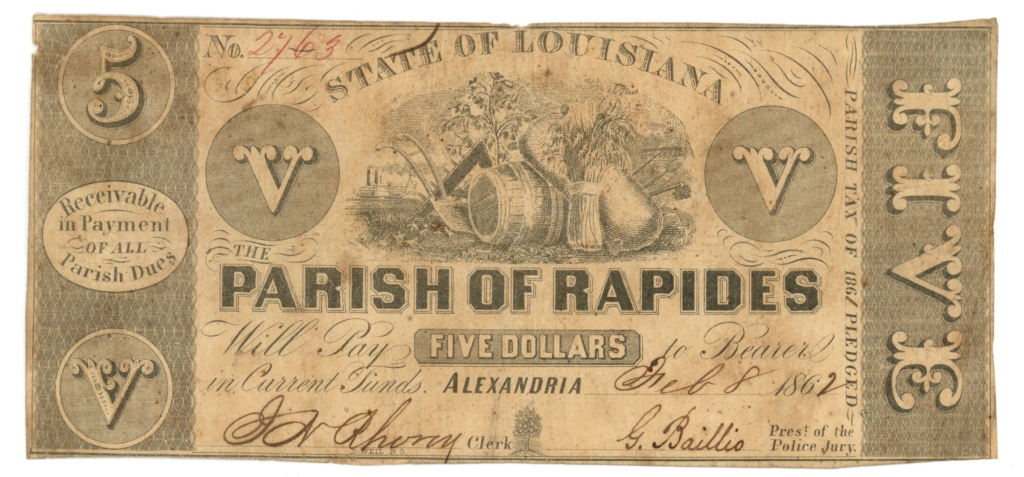 5
No. 2763
STATE OF LOUISIANA
V
V
Receivable
in Payment
OF ALL
Parish Dues
THE
PARISH OF RAPIDES
Will Pay FIVE DOLLARS to Bearer
in Current Funds. ALEXANDRIA Feb 8 1862
Clerk
G. Baillio
Prest. of the
Police Jury.
V
PARISH TAX OF 1861 PLEDGED
FIVE